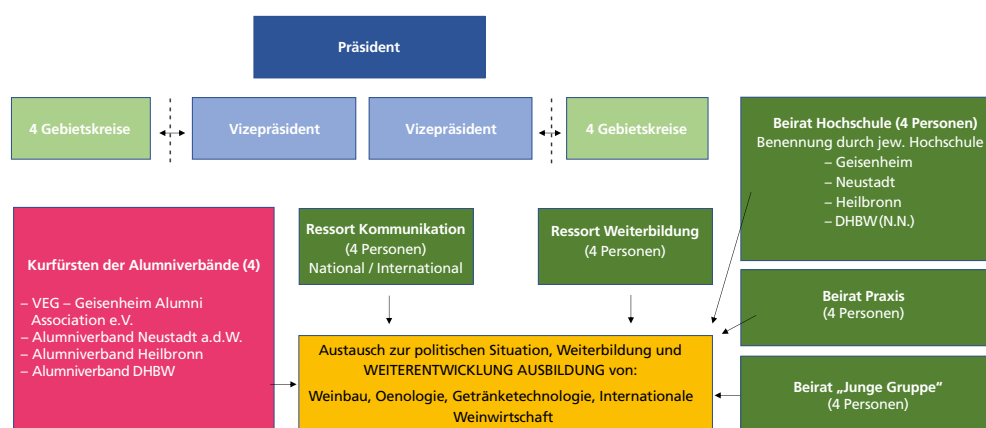 Präsident
4 Gebietskreise
Vizepräsident
Vizepräsident
4 Gebietskreise
Beirat Hochschule (4 Personen)
Benennung durch jew. Hochschule
– Geisenheim
– Neustadt
– Heilbronn
– DHBW (N.N.)
Kurfürsten der Alumniverbände (4)
– VEG – Geisenheim Alumni
Association e.V.
– Alumniverband Neustadt a.d.W.
– Alumniverband Heilbronn
– Alumniverband DHBW
Ressort Kommunikation
(4 Personen)
National / International
Ressort Weiterbildung
(4 Personen)
Beirat Praxis
(4 Personen)
Austausch zur politischen Situation, Weiterbildung und
WEITERENTWICKLUNG AUSBILDUNG von:
Weinbau, Oenologie, Getränketechnologie, Internationale
Weinwirtschaft
Beirat „Junge Gruppe“
(4 Personen)